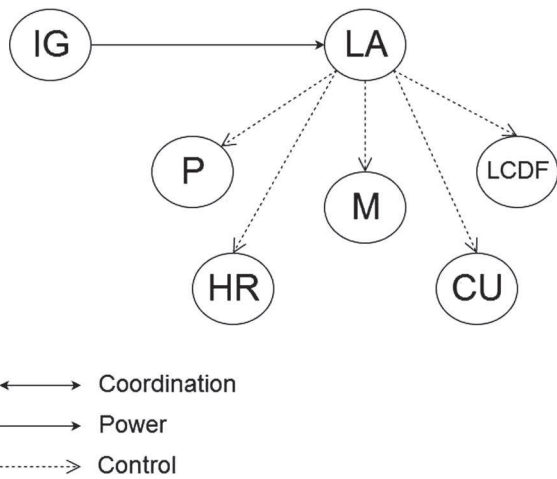 IG
LA
P
LCDF
M
HR
CU
Coordination
Power
Control